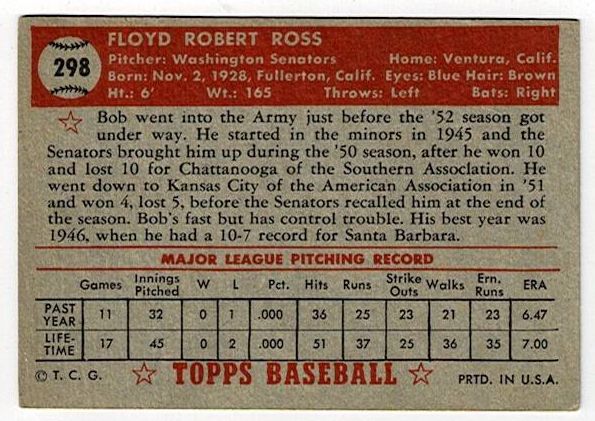 298
FLOYD ROBERT ROSS
Pitcher: Washington Senators Home: Ventura, Calif.
Born: Nov. 2, 1928, Fullerton, Calif. Eyes: Blue Hair: Brown
Ht.: 6' Wt.: 165 Throws: Left Bats: Right
Bob went into the Army just before the '52 season got
under way. He started in the minors in 1945 and the
Senators brought him up during the '50 season, after he won 10
and lost 10 for Chattanooga of the Southern Association. He
went down to Kansas City of the American Association in '51
and won 4, lost 5, before the Senators recalled him at the end of
the season. Bob's fast but has control trouble. His best year was
1946, when he had a 10-7 record for Santa Barbara.
MAJOR LEAGUE PITCHING RECORD
Games Innings Pitched W L Pct. Hits Runs Strike Outs Walks Ern. Runs ERA
PAST YEAR 11 32 0 1 .000 36 25 23 21 23 6.47
LIFE-TIME 17 45 0 2 .000 51 37 25 36 35 7.00
© T. C. G. TOPPS BASEBALL PRTD. IN U.S.A.